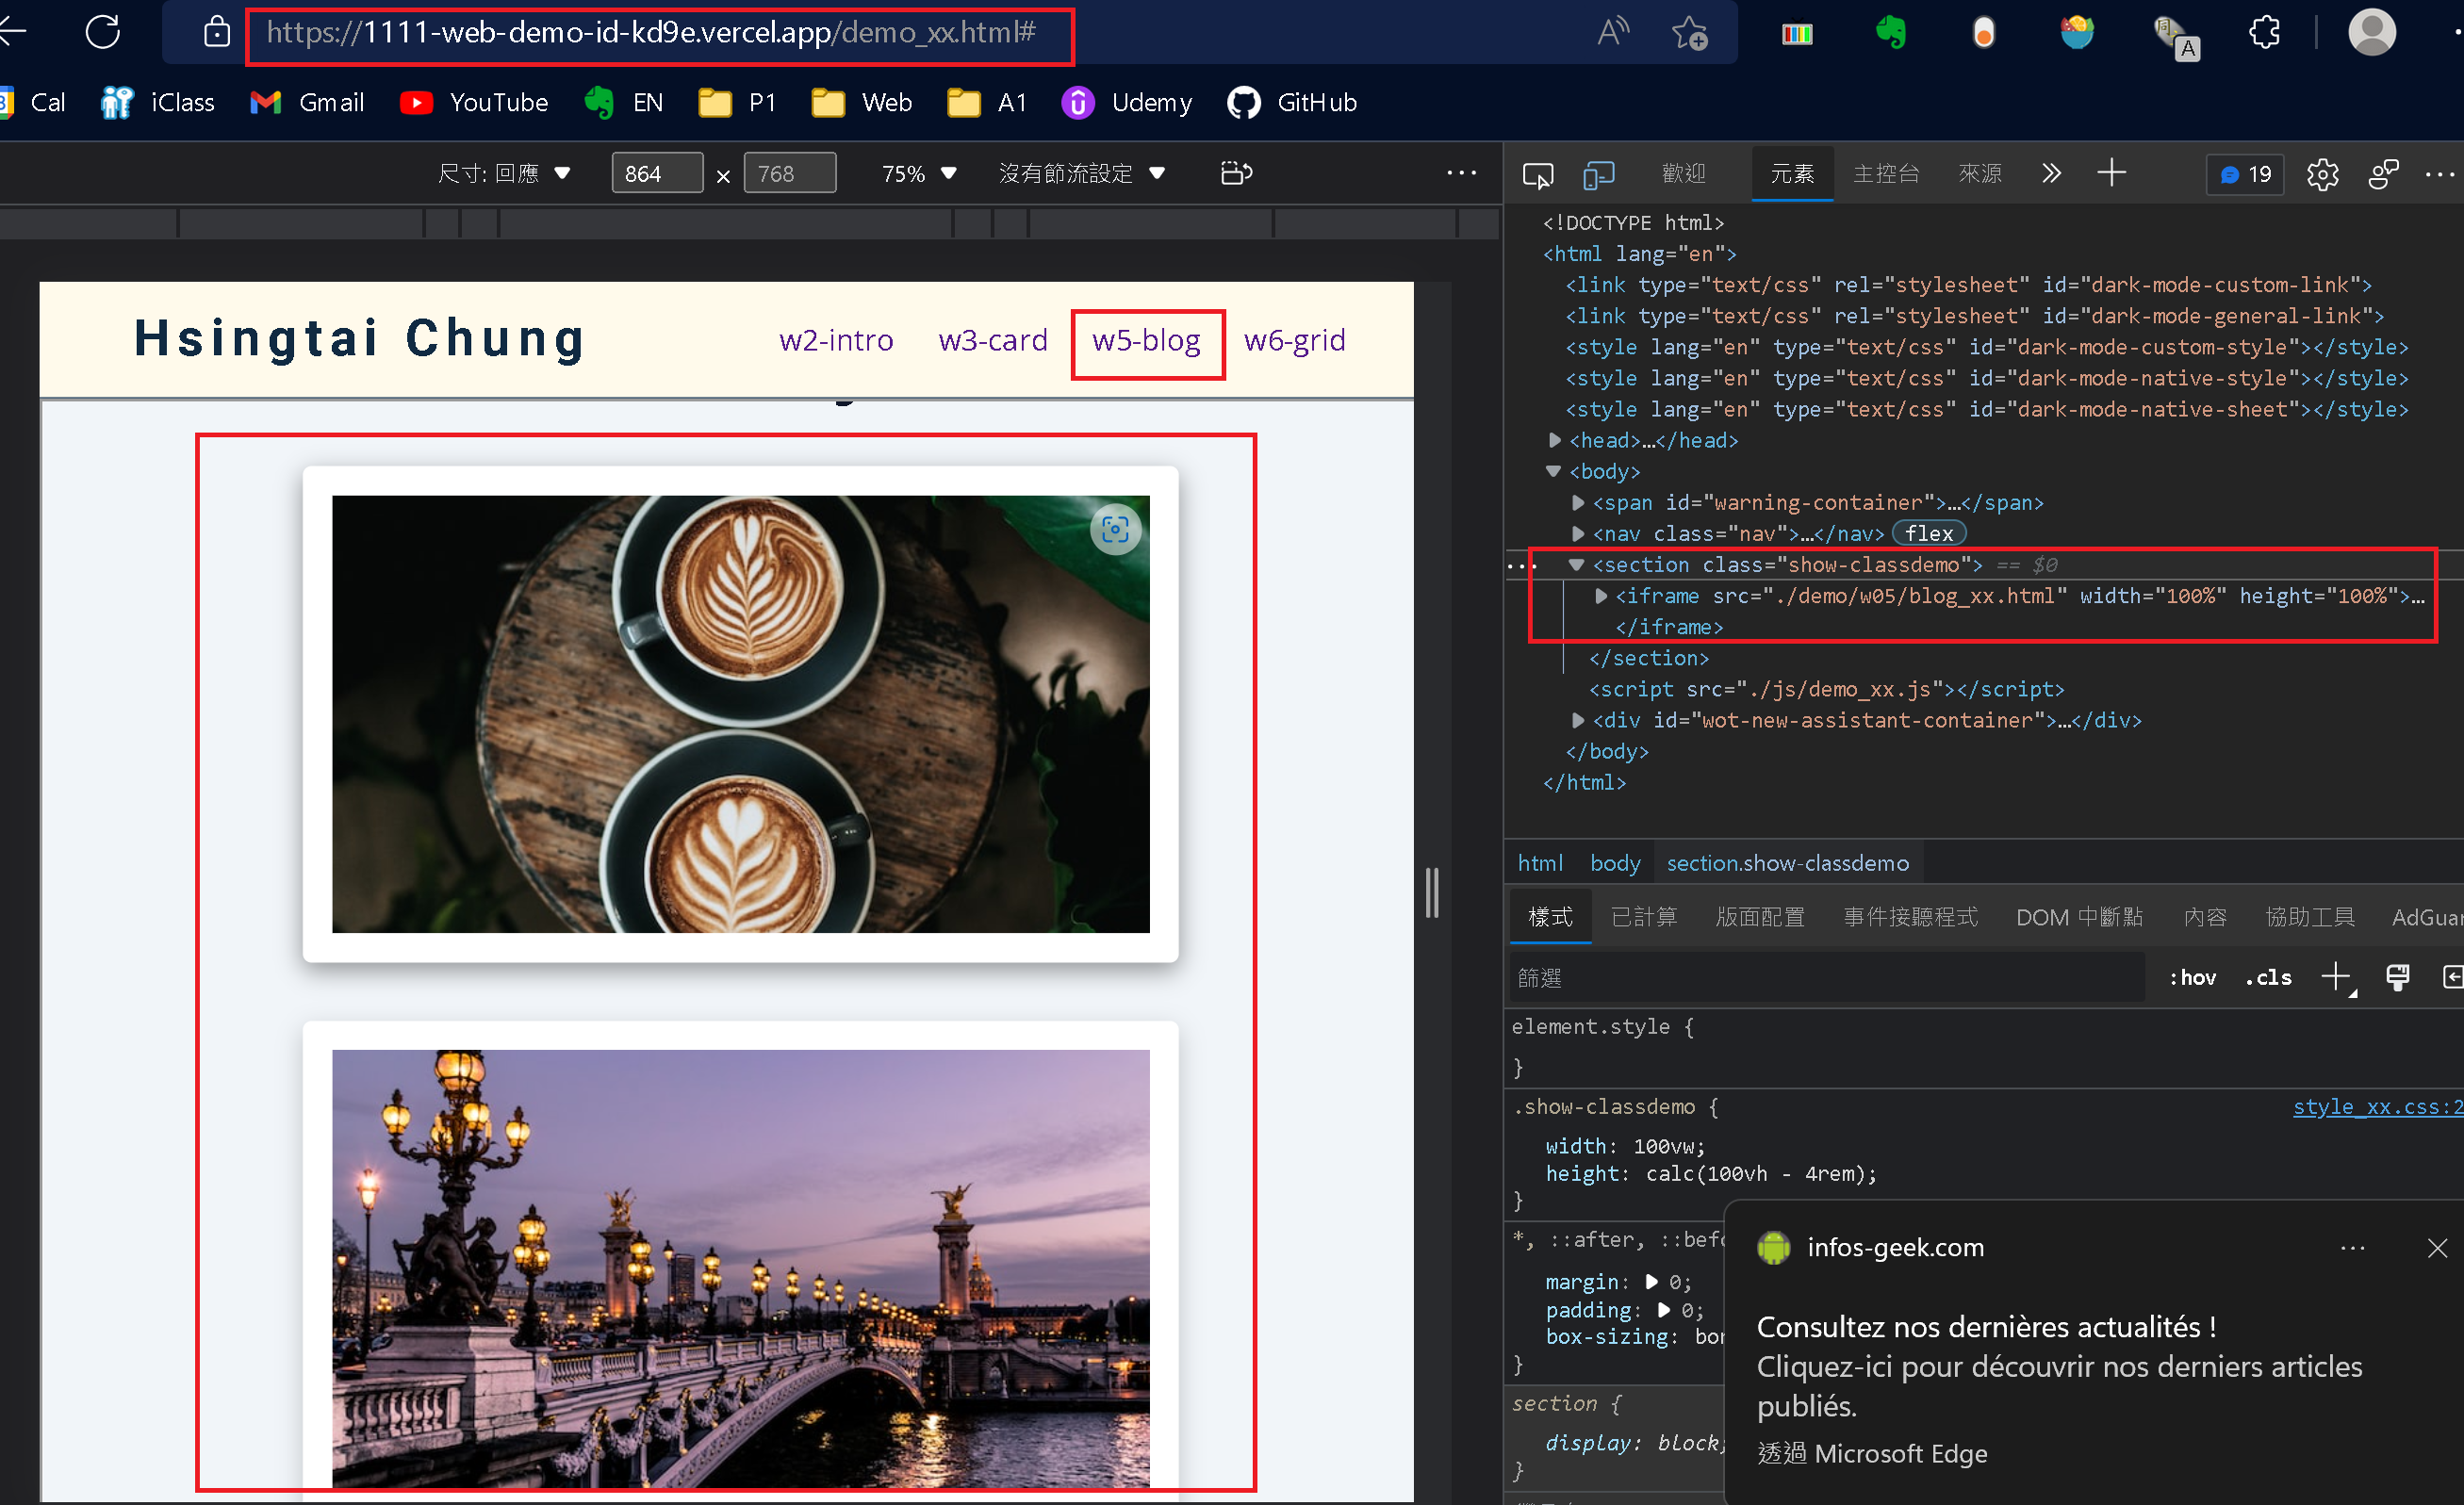 https://1111-web-demo-id-kd9e.vercel.app/demo_xx.html#
A
Cal iClass Gmail YouTube EN P1 Web A1 Udemy GitHub
尺寸: 回應 864 × 768 75% 沒有節流設定
歡迎 元素 主控台 來源 19
Hsingtai Chung w2-intro w3-card w5-blog w6-grid
<!DOCTYPE html>
<html lang="en">
<link type="text/css" rel="stylesheet" id="dark-mode-custom-link">
<link type="text/css" rel="stylesheet" id="dark-mode-general-link">
<style lang="en" type="text/css" id="dark-mode-custom-style"></style>
<style lang="en" type="text/css" id="dark-mode-native-style"></style>
<style lang="en" type="text/css" id="dark-mode-native-sheet"></style>
<head>…</head>
<body>
<span id="warning-container">…</span>
<nav class="nav">…</nav> flex
<section class="show-classdemo"> == $0
<iframe src="./demo/w05/blog_xx.html" width="100%" height="100%">…
</iframe>
</section>
<script src="./js/demo_xx.js"></script>
<div id="wot-new-assistant-container">…</div>
</body>
</html>
html body section.show-classdemo
樣式 已計算 版面配置 事件接聽程式 DOM 中斷點 內容 協助工具 AdGuar
篩選 :hov .cls
element.style {
}
.show-classdemo { style_xx.css:2
width: 100vw;
height: calc(100vh - 4rem);
}
*, ::after, ::befo
margin: 0;
padding: 0;
box-sizing: bor
}
section {
display: block;
}
infos-geek.com
Consultez nos dernières actualités !
Cliquez-ici pour découvrir nos derniers articles
publiés.
透過 Microsoft Edge